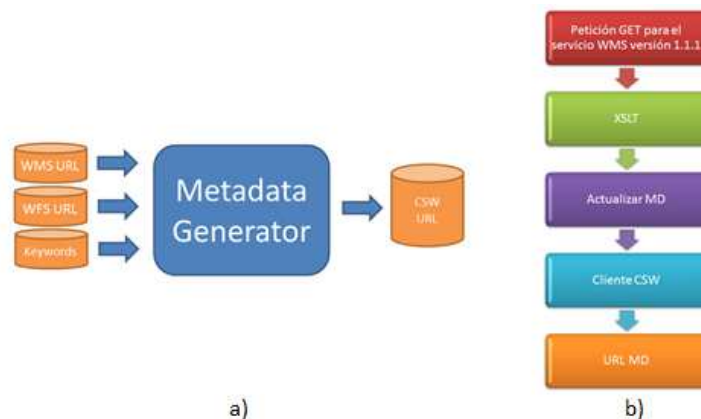 WMS URL
WFS URL
Keywords
Metadata
Generator
CSW
URL
a)
Petición GET para el
servicio WMS versión 1.1.1
XSLT
Actualizar MD
Cliente CSW
URL MD
b)